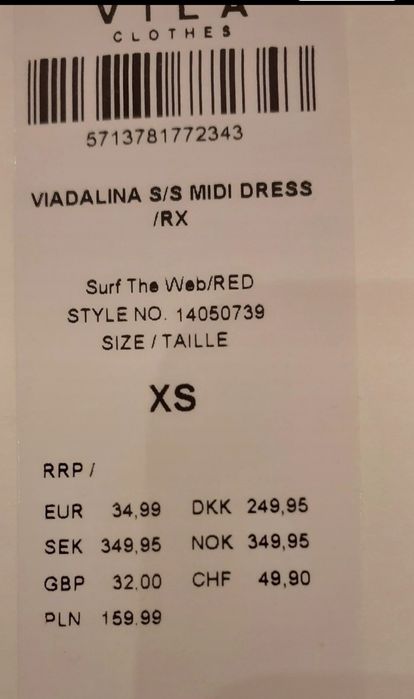 VILA
CLOTHES
5713781772343
VIADALINA S/S MIDI DRESS
/RX
Surf The Web/RED
STYLE NO. 14050739
SIZE / TAILLE
XS
RRP /
EUR 34,99 DKK 249,95
SEK 349,95 NOK 349,95
GBP 32.00 CHF 49,90
PLN 159.99